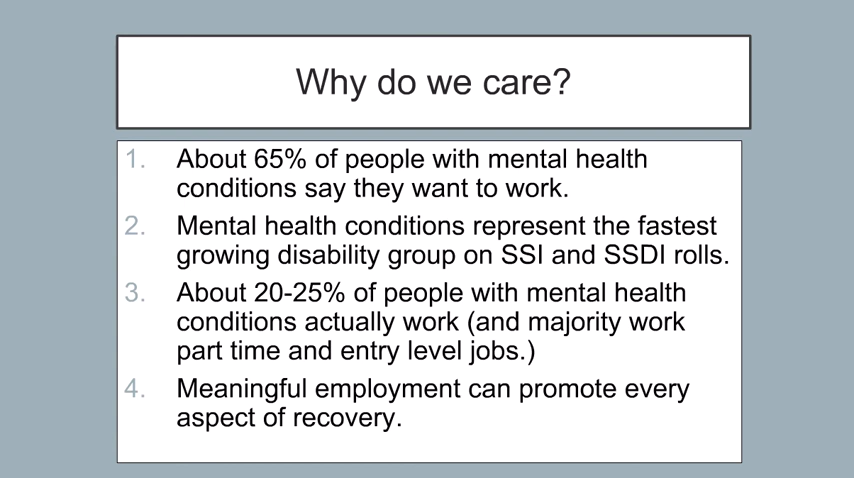 Why do we care?
1. About 65% of people with mental health
conditions say they want to work.
2. Mental health conditions represent the fastest
growing disability group on SSI and SSDI rolls.
3. About 20-25% of people with mental health
conditions actually work (and majority work
part time and entry level jobs.)
4. Meaningful employment can promote every
aspect of recovery.